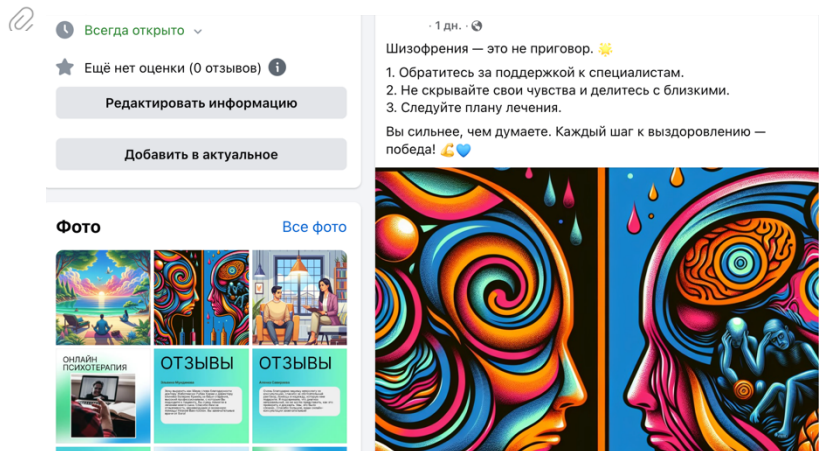 Всегда открыто
Ещё нет оценки (0 отзывов)
Редактировать информацию
Добавить в актуальное
Фото
Все фото
ОНЛАЙН
ПСИХОТЕРАПИЯ
ОТЗЫВЫ
ОТЗЫВЫ
· 1 дн. ·
Шизофрения — это не приговор. 🌟
1. Обратитесь за поддержкой к специалистам.
2. Не скрывайте свои чувства и делитесь с близкими.
3. Следуйте плану лечения.
Вы сильнее, чем думаете. Каждый шаг к выздоровлению —
победа! 💪💙